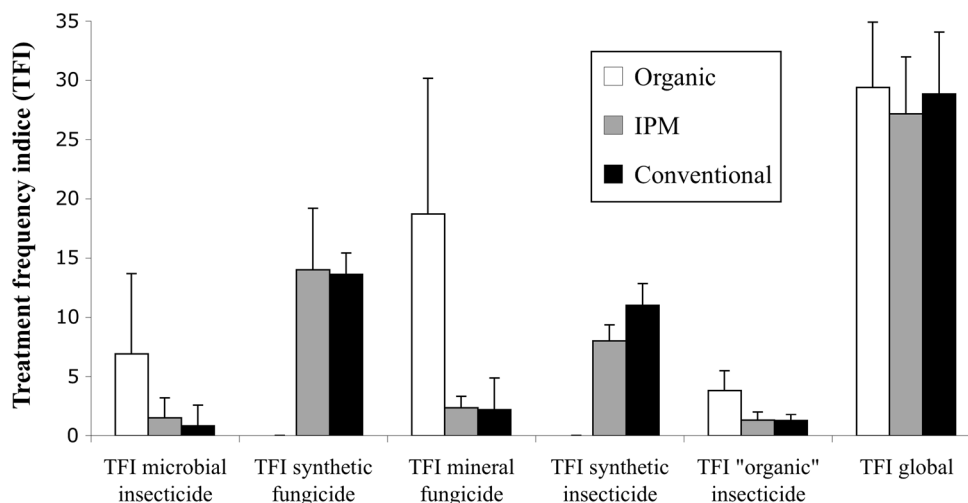 Treatment frequency indice (TFI)
35
30
25
20
15
10
5
0
Organic
IPM
Conventional
TFI microbial
insecticide
TFI synthetic
fungicide
TFI mineral
fungicide
TFI synthetic
insecticide
TFI "organic"
insecticide
TFI global